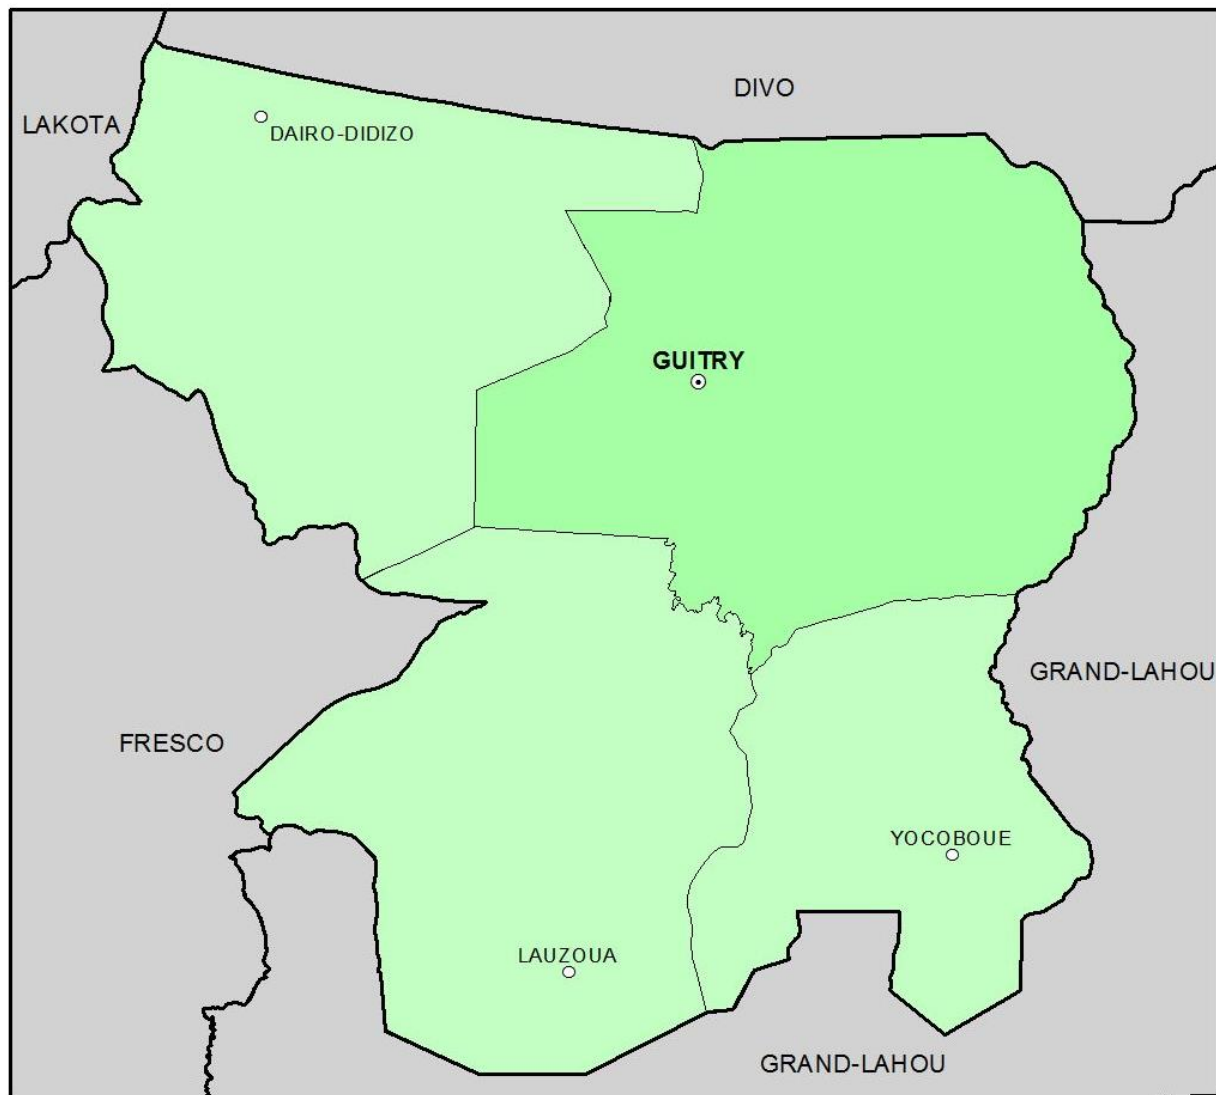 DIVO
LAKOTA
DAIRO-DIDIZO
GUITRY
GRAND-LAHOU
FRESCO
YOCOBOUE
LAUZOUA
GRAND-LAHOU